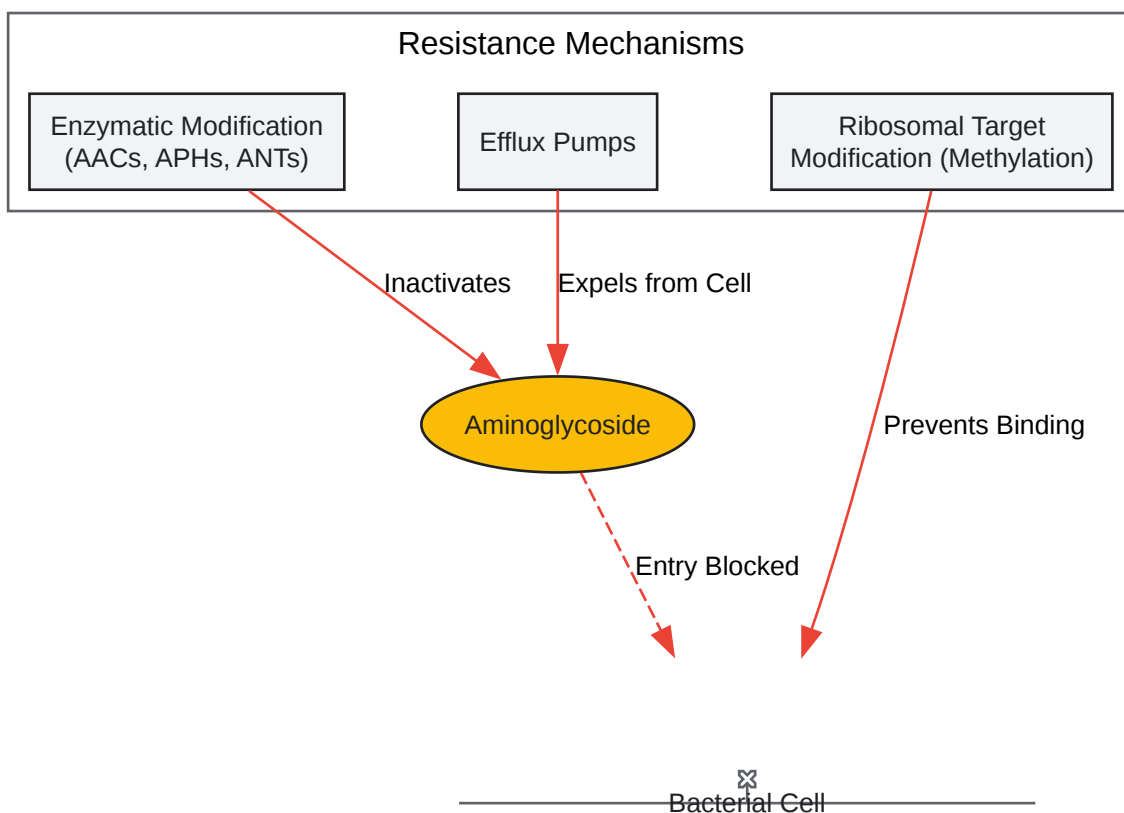 Resistance Mechanisms
Enzymatic Modification
(AACs, APHs, ANTs)
Efflux Pumps
Ribosomal Target
Modification (Methylation)
Inactivates
Expels from Cell
Aminoglycoside
Prevents Binding
Entry Blocked
Bacterial Cell